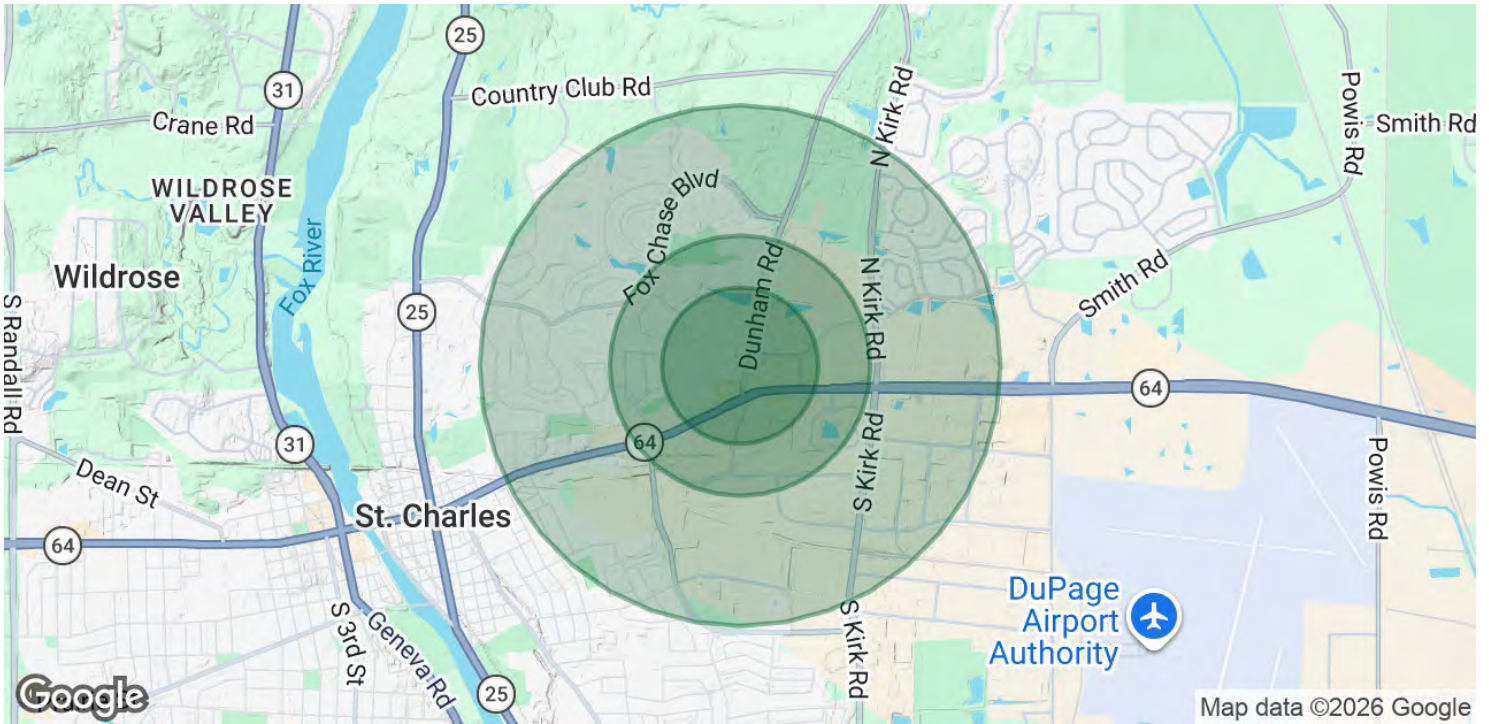 25
Country Club Rd
31
Crane Rd
N Kirk Rd
Powis Rd
Smith Rd
WILDROSE
VALLEY
Fox Chase Blvd
Fox River
Wildrose
Dunham Rd
N Kirk Rd
Smith Rd
S Randall Rd
25
64
64
31
S Kirk Rd
Powis Rd
Dean St
St. Charles
64
DuPage
Airport
Authority
S 3rd St
Geneva Rd
S Kirk Rd
25
Google
Map data ©2026 Google